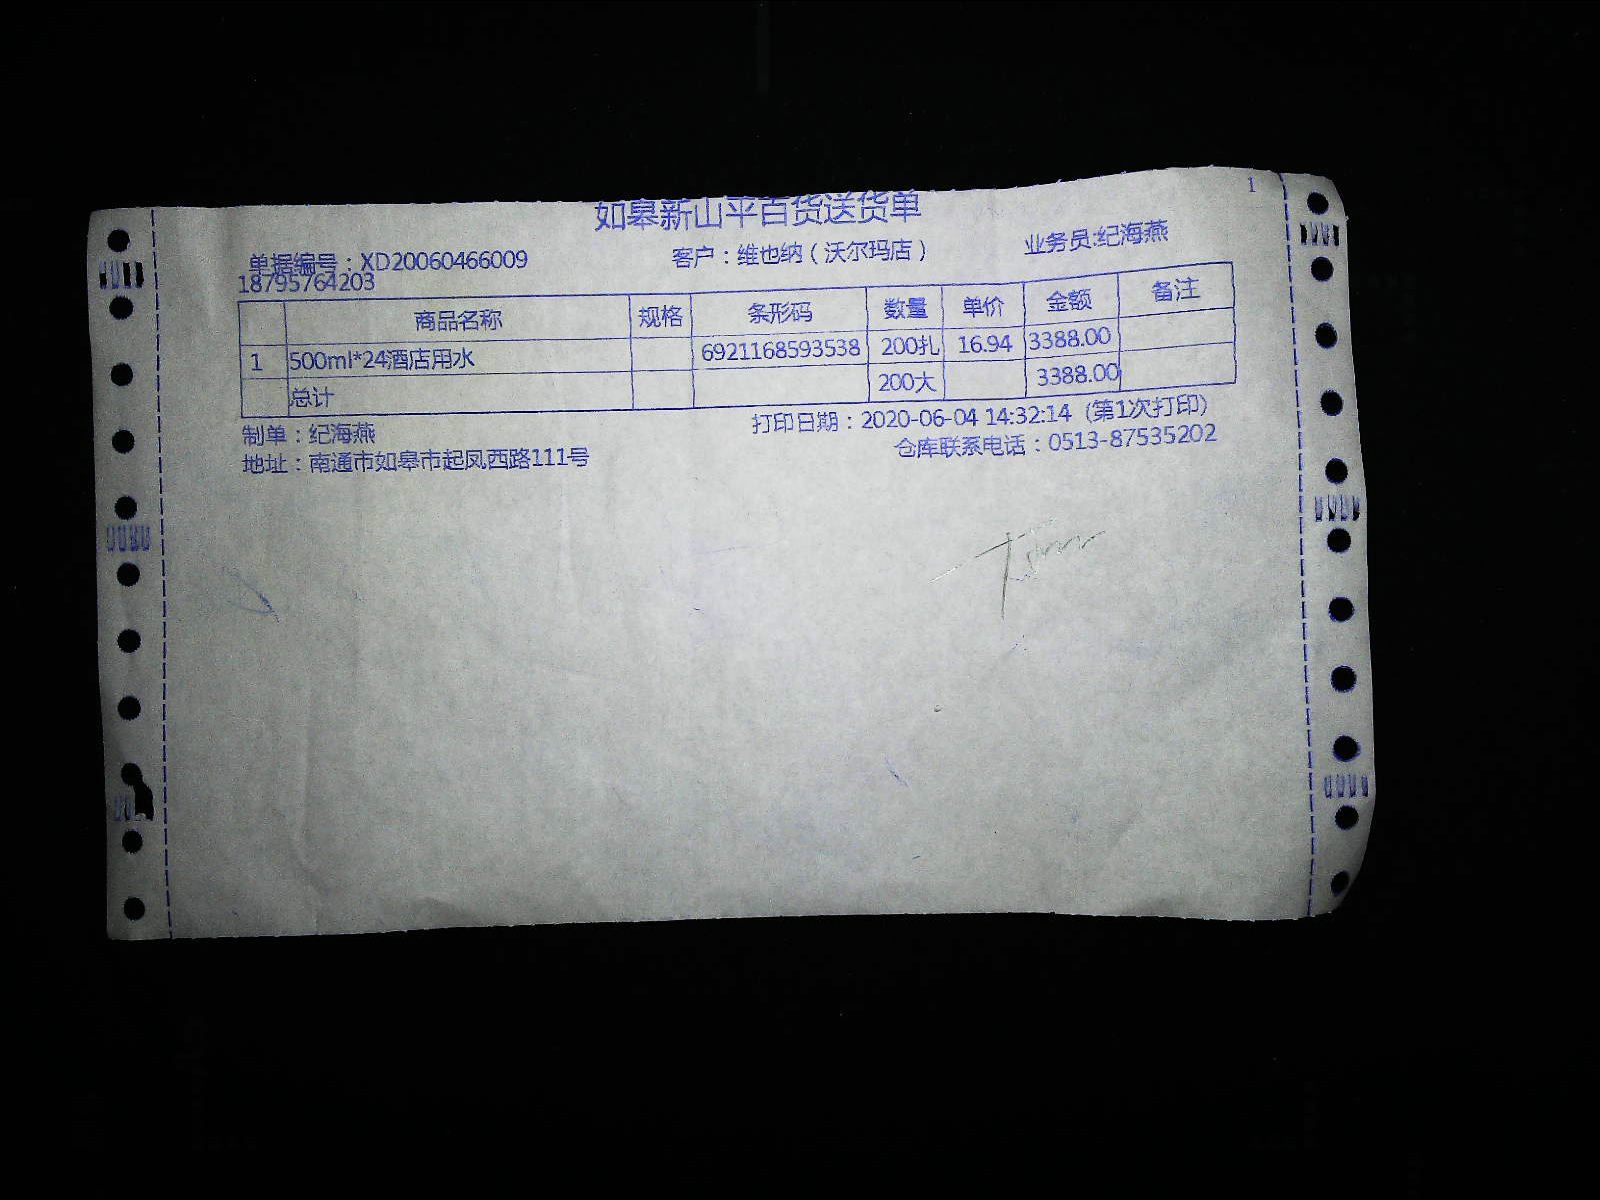 1
如皋新山平百货送货单
单据编号：XD20060466009 客户：维也纳（沃尔玛店） 业务员:纪海燕
18795764203
商品名称 规格 条形码 数量 单价 金额 备注
1 500ml*24酒店用水 6921168593538 200扎 16.94 3388.00
总计 200大 3388.00
制单：纪海燕 打印日期：2020-06-04 14:32:14 (第1次打印)
地址：南通市如皋市起凤西路111号 仓库联系电话：0513-87535202